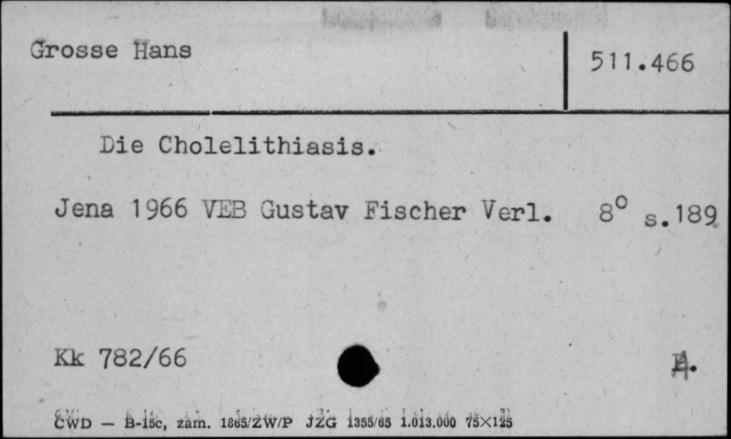 Grosse Hans
511.466
Die Cholelithiasis.
Jena 1966 VEB Gustav Fischer Verl. 8° s.189
Kk 782/66
CWD — B-15c, zam. 1865/ZW/P JZG 1355/65 1.013.000 75×125